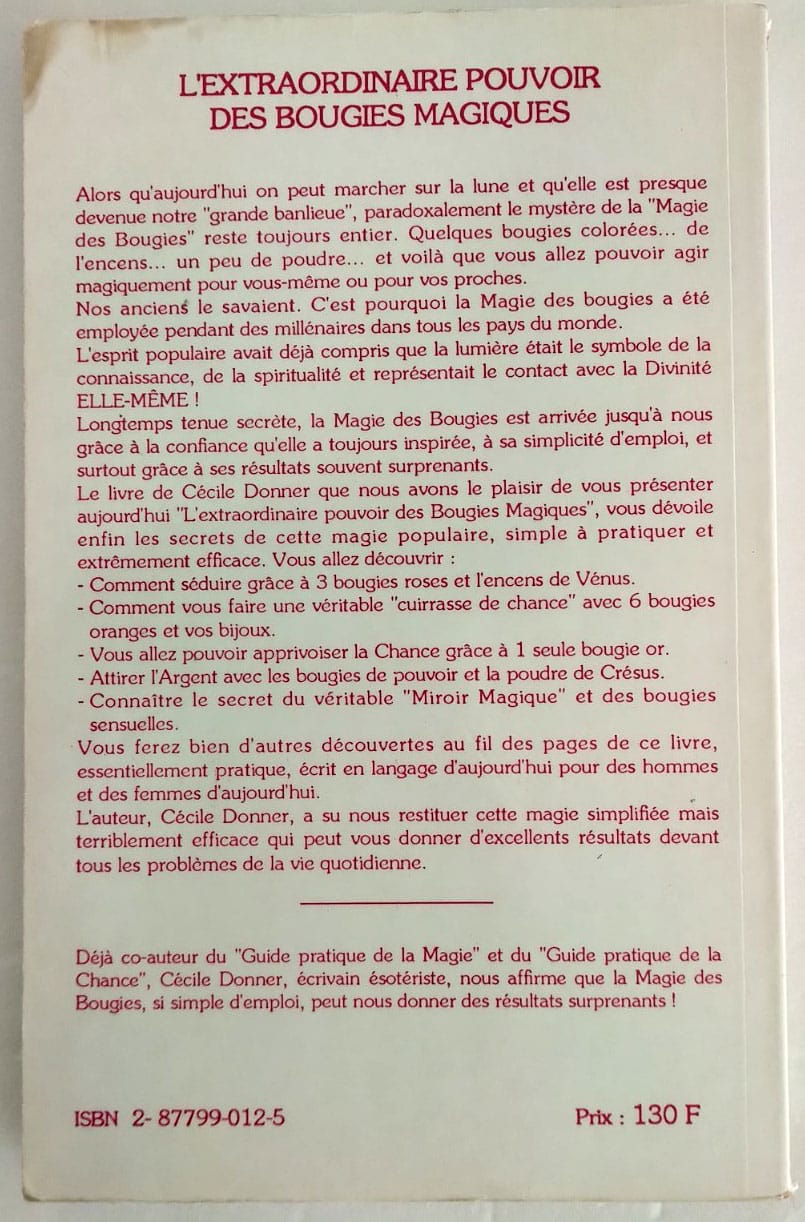 L'EXTRAORDINAIRE POUVOIR
DES BOUGIES MAGIQUES
Alors qu'aujourd'hui on peut marcher sur la lune et qu'elle est presque
devenue notre "grande banlieue", paradoxalement le mystère de la "Magie
des Bougies" reste toujours entier. Quelques bougies colorées... de
l'encens... un peu de poudre... et voilà que vous allez pouvoir agir
magiquement pour vous-même ou pour vos proches.
Nos anciens le savaient. C'est pourquoi la Magie des bougies a été
employée pendant des millénaires dans tous les pays du monde.
L'esprit populaire avait déjà compris que la lumière était le symbole de la
connaissance, de la spiritualité et représentait le contact avec la Divinité
ELLE-MÊME !
Longtemps tenue secrète, la Magie des Bougies est arrivée jusqu'à nous
grâce à la confiance qu'elle a toujours inspirée, à sa simplicité d'emploi, et
surtout grâce à ses résultats souvent surprenants.
Le livre de Cécile Donner que nous avons le plaisir de vous présenter
aujourd'hui "L'extraordinaire pouvoir des Bougies Magiques", vous dévoile
enfin les secrets de cette magie populaire, simple à pratiquer et
extrêmement efficace. Vous allez découvrir :
- Comment séduire grâce à 3 bougies roses et l'encens de Vénus.
- Comment vous faire une véritable "cuirrasse de chance" avec 6 bougies
oranges et vos bijoux.
- Vous allez pouvoir apprivoiser la Chance grâce à 1 seule bougie or.
- Attirer l'Argent avec les bougies de pouvoir et la poudre de Crésus.
- Connaître le secret du véritable "Miroir Magique" et des bougies
sensuelles.
Vous ferez bien d'autres découvertes au fil des pages de ce livre,
essentiellement pratique, écrit en langage d'aujourd'hui pour des hommes
et des femmes d'aujourd'hui.
L'auteur, Cécile Donner, a su nous restituer cette magie simplifiée mais
terriblement efficace qui peut vous donner d'excellents résultats devant
tous les problèmes de la vie quotidienne.
Déjà co-auteur du "Guide pratique de la Magie" et du "Guide pratique de la
Chance", Cécile Donner, écrivain ésotériste, nous affirme que la Magie des
Bougies, si simple d'emploi, peut nous donner des résultats surprenants !
ISBN 2- 87799-012-5
Prix : 130 F